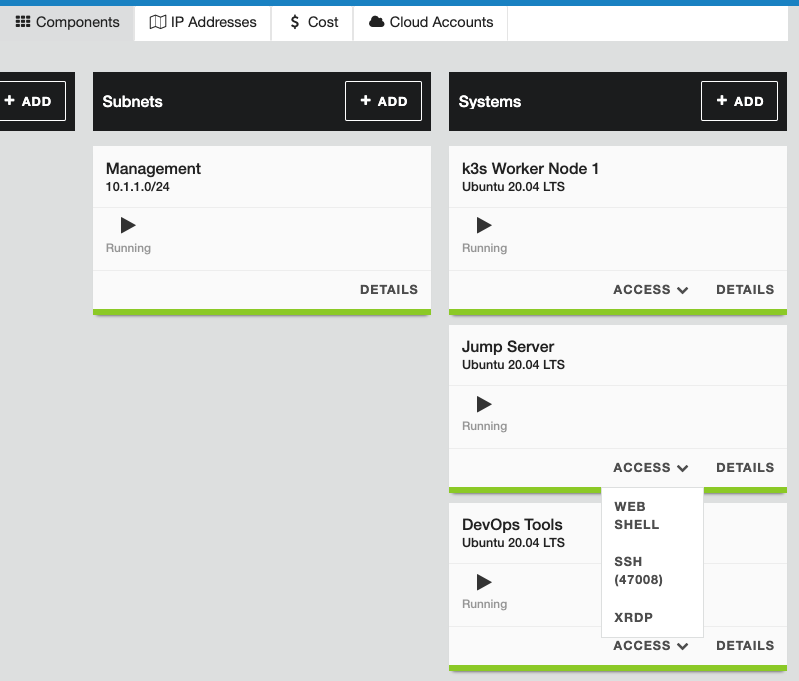 Components
IP Addresses
$ Cost
Cloud Accounts
+ ADD
Subnets
+ ADD
Management
10.1.1.0/24
Running
DETAILS
Systems
+ ADD
k3s Worker Node 1
Ubuntu 20.04 LTS
Running
ACCESS DETAILS
Jump Server
Ubuntu 20.04 LTS
Running
ACCESS DETAILS
WEB
SHELL
SSH
(47008)
XRDP
DevOps Tools
Ubuntu 20.04 LTS
Running
ACCESS DETAILS